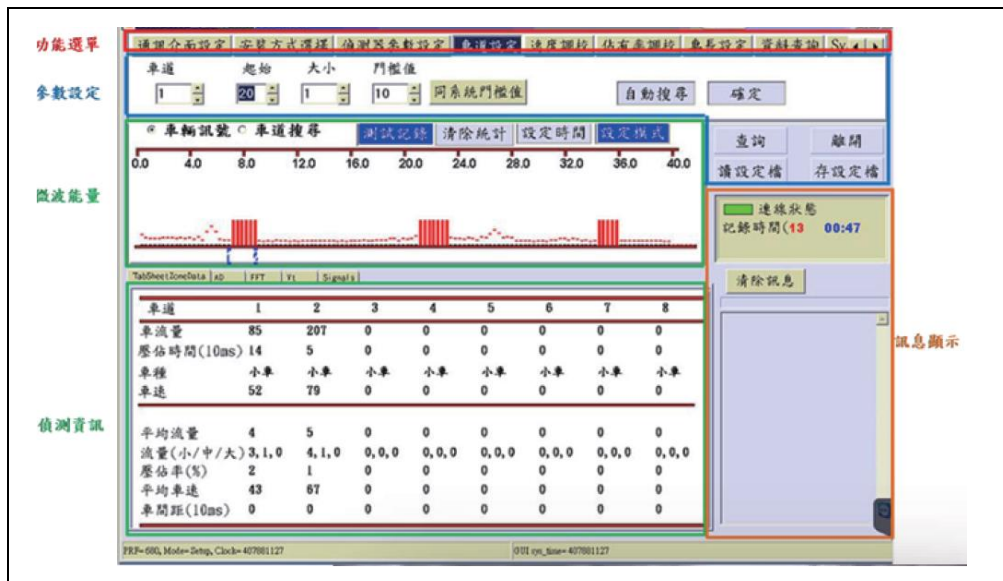 功能選單
通訊介面設定 安裝方式選擇 偵測器參數設定 車道設定 速度調校 佔有率調校 車長設定 資料查詢 Sy
參數設定
車道 起始 大小 門檻值
1 20 1 10 同系統門檻值 自動搜尋 確定
車輛訊號 車道搜尋 測試記錄 清除統計 設定時間 設定模式
查詢 離開
讀設定檔 存設定檔
0.0 4.0 8.0 12.0 16.0 20.0 24.0 28.0 32.0 36.0 40.0
微波能量
連線狀態
記錄時間(13 00:47
TabSheetZoneData AD FFT Vt Signals
清除訊息
訊息顯示
車道 1 2 3 4 5 6 7 8
車流量 85 207 0 0 0 0 0 0
壓佔時間(10ms) 14 5 0 0 0 0 0 0
車種 小車 小車 小車 小車 小車 小車 小車 小車
車速 52 79 0 0 0 0 0 0
偵測資訊
平均流量 4 5 0 0 0 0 0 0
流量(小/中/大) 3,1,0 4,1,0 0,0,0 0,0,0 0,0,0 0,0,0 0,0,0 0,0,0
壓佔率(%) 2 1 0 0 0 0 0 0
平均車速 43 67 0 0 0 0 0 0
車間距(10ms) 0 0 0 0 0 0 0 0
PRF=680, Mode=Setup, Clock=407881127
GUI sys_time=407881127